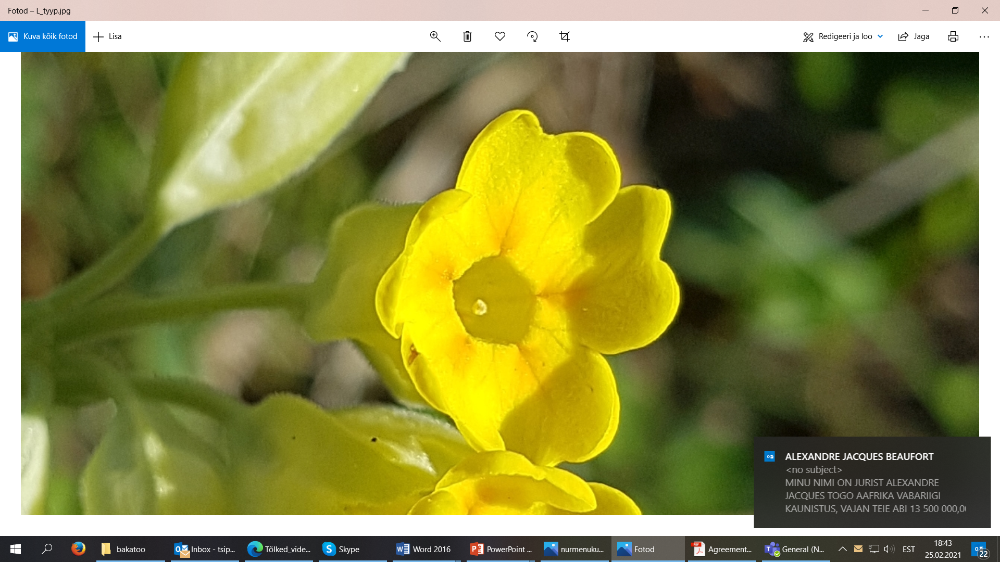 Fotod – L_tyyp.jpg
Kuva kõik fotod
Lisa
Redigeeri ja loo
Jaga
ALEXANDRE JACQUES BEAUFORT
<no subject>
MINU NIMI ON JURIST ALEXANDRE
JACQUES TOGO AAFRIKA VABARIIGI
KAUNISTUS, VAJAN TEIE ABI 13 500 000,00
bakatoo
Inbox - tsip...
Tõlked_vide...
Skype
Word 2016
PowerPoint ...
nurmenuku...
Fotod
Agreement...
General (N...
EST
18:43
25.02.2021
22